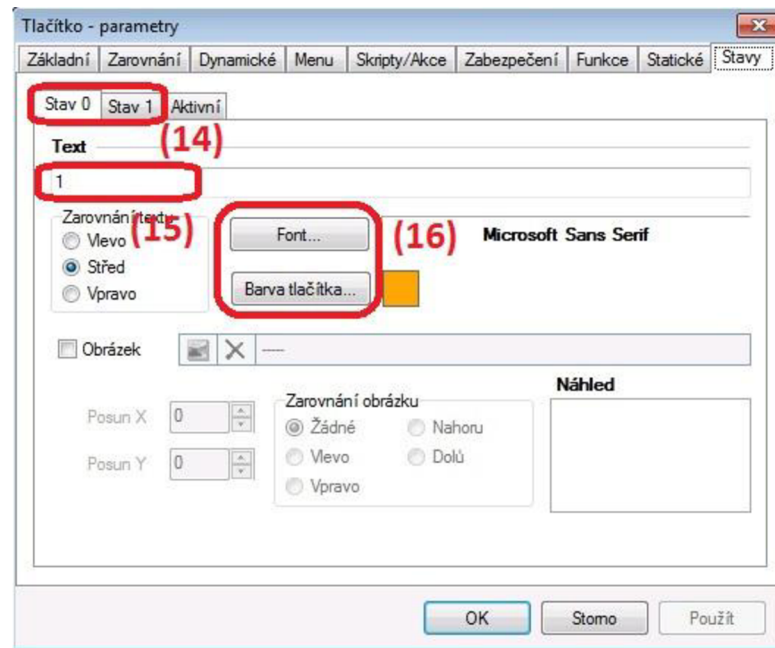 Tlačítko - parametry
Základní Zarovnání Dynamické Menu Skripty/Akce Zabezpečení Funkce Statické Stavy
Stav 0 Stav 1 Aktivní
(14)
Text
1
Zarovnání textu
(15)
Vlevo
Střed
Vpravo
Font...
(16)
Microsoft Sans Serif
Barva tlačítka...
Obrázek
-----
Náhled
Posun X 0
Posun Y 0
Zarovnání obrázku
Žádné Nahoru
Vlevo Dolů
Vpravo
OK Storno Použít